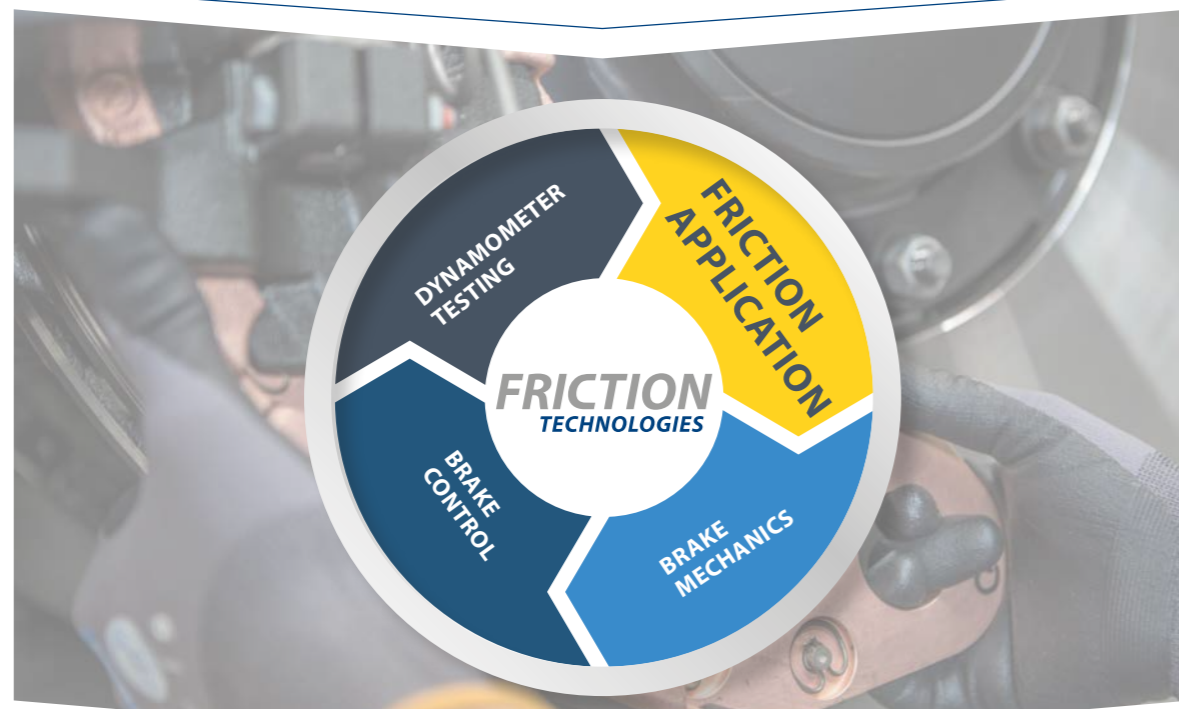 DYNAMOMETER
TESTING
FRICTION
APPLICATION
FRICTION
TECHNOLOGIES
BRAKE
CONTROL
BRAKE
MECHANICS